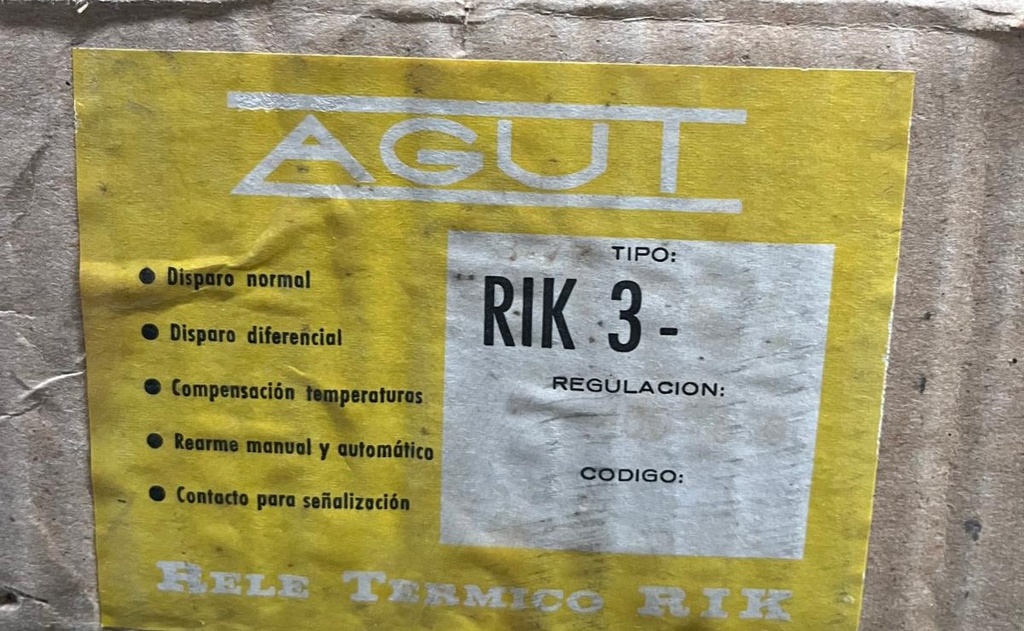 AGUT
● Disparo normal
● Disparo diferencial
● Compensación temperaturas
● Rearme manual y automático
● Contacto para señalización
TIPO:
RIK 3-
REGULACION:
CODIGO:
RELE TERMICO RIK